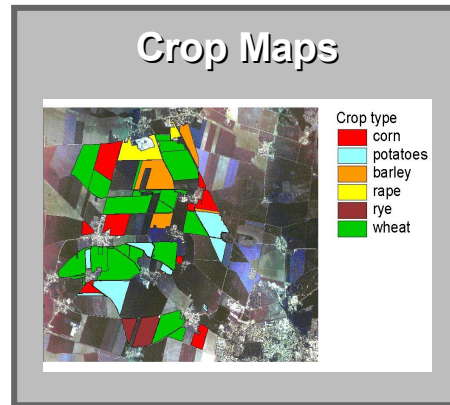 Crop Maps
Crop type
corn
potatoes
barley
rape
rye
wheat